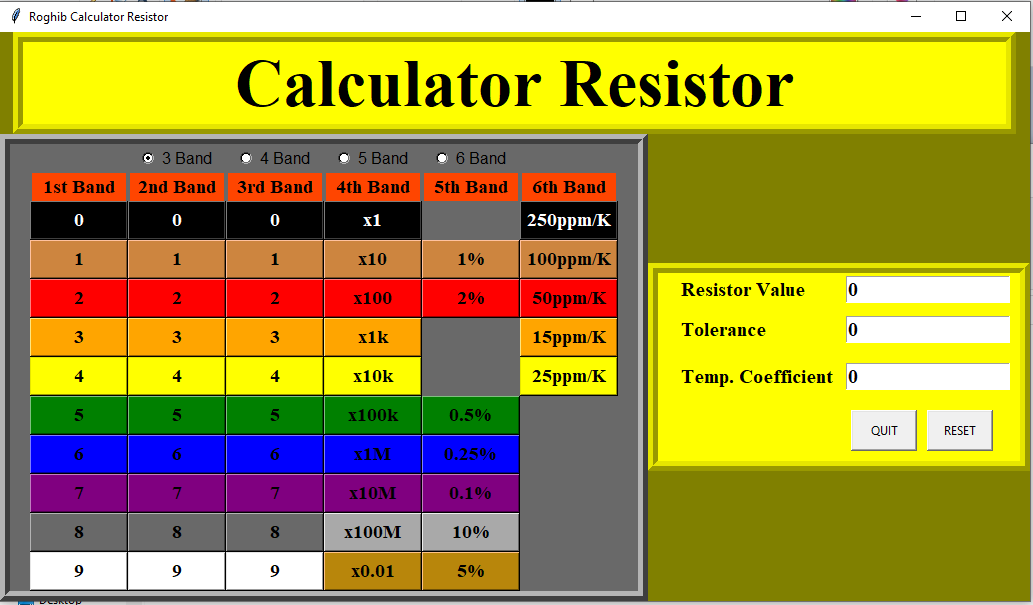 Roghib Calculator Resistor
Calculator Resistor
3 Band 4 Band 5 Band 6 Band
1st Band 2nd Band 3rd Band 4th Band 5th Band 6th Band
0 0 0 x1 250ppm/K
1 1 1 x10 1% 100ppm/K
2 2 2 x100 2% 50ppm/K
3 3 3 x1k 15ppm/K
4 4 4 x10k 25ppm/K
5 5 5 x100k 0.5%
6 6 6 x1M 0.25%
7 7 7 x10M 0.1%
8 8 8 x100M 10%
9 9 9 x0.01 5%
Resistor Value 0
Tolerance 0
Temp. Coefficient 0
QUIT RESET
Desktop